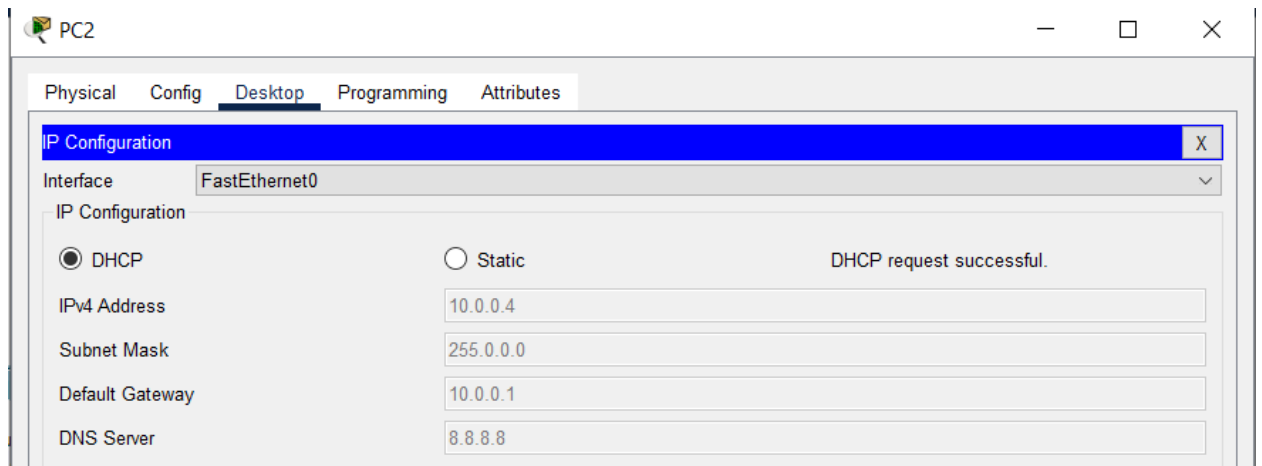 PC2
Physical Config Desktop Programming Attributes
IP Configuration X
Interface FastEthernet0
IP Configuration
DHCP Static DHCP request successful.
IPv4 Address 10.0.0.4
Subnet Mask 255.0.0.0
Default Gateway 10.0.0.1
DNS Server 8.8.8.8